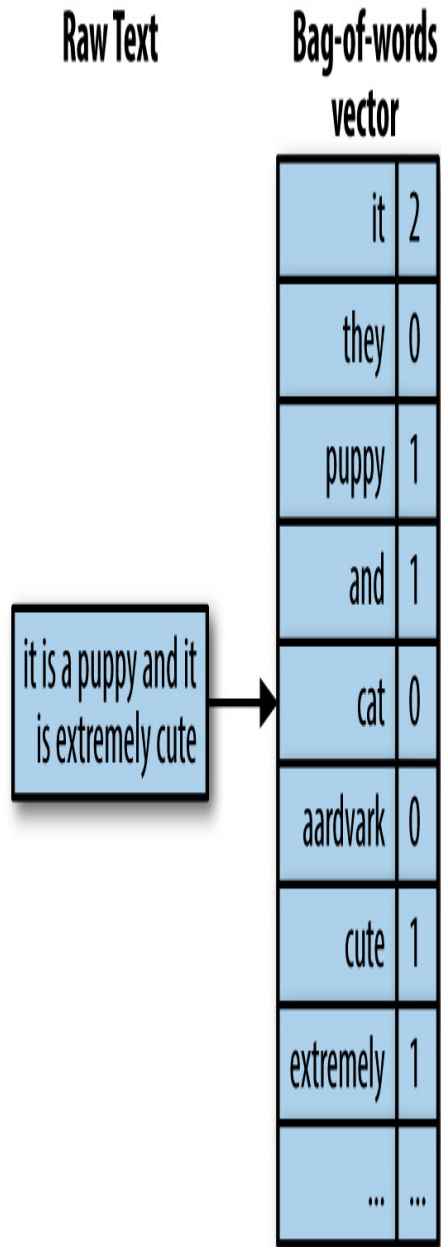 Raw Text
Bag-of-words
vector
it is a puppy and it
is extremely cute
it 2
they 0
puppy 1
and 1
cat 0
aardvark 0
cute 1
extremely 1
... ...